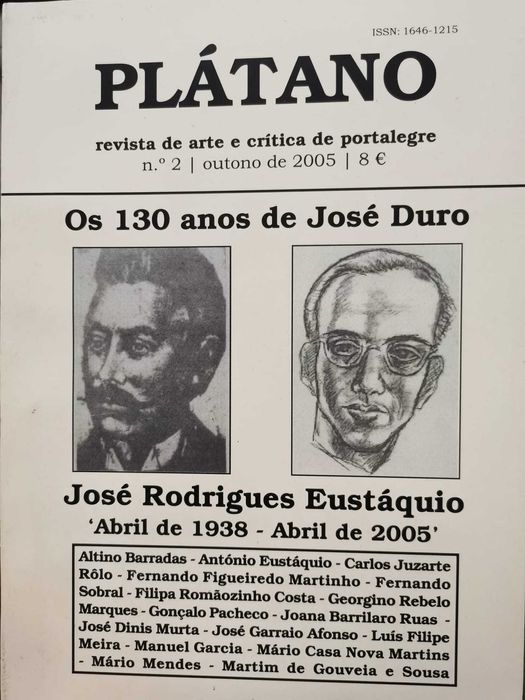 ISSN: 1646-1215
PLÁTANO
revista de arte e crítica de portalegre
n.º 2 | outono de 2005 | 8 €
Os 130 anos de José Duro
José Rodrigues Eustáquio
‘Abril de 1938 - Abril de 2005’
Altino Barradas - António Eustáquio - Carlos Juzarte
Rôlo - Fernando Figueiredo Martinho - Fernando
Sobral - Filipa Romãozinho Costa - Georgino Rebelo
Marques - Gonçalo Pacheco - Joana Barrilaro Ruas -
José Dinis Murta - José Garraio Afonso - Luís Filipe
Meira - Manuel Garcia - Mário Casa Nova Martins
- Mário Mendes - Martim de Gouveia e Sousa